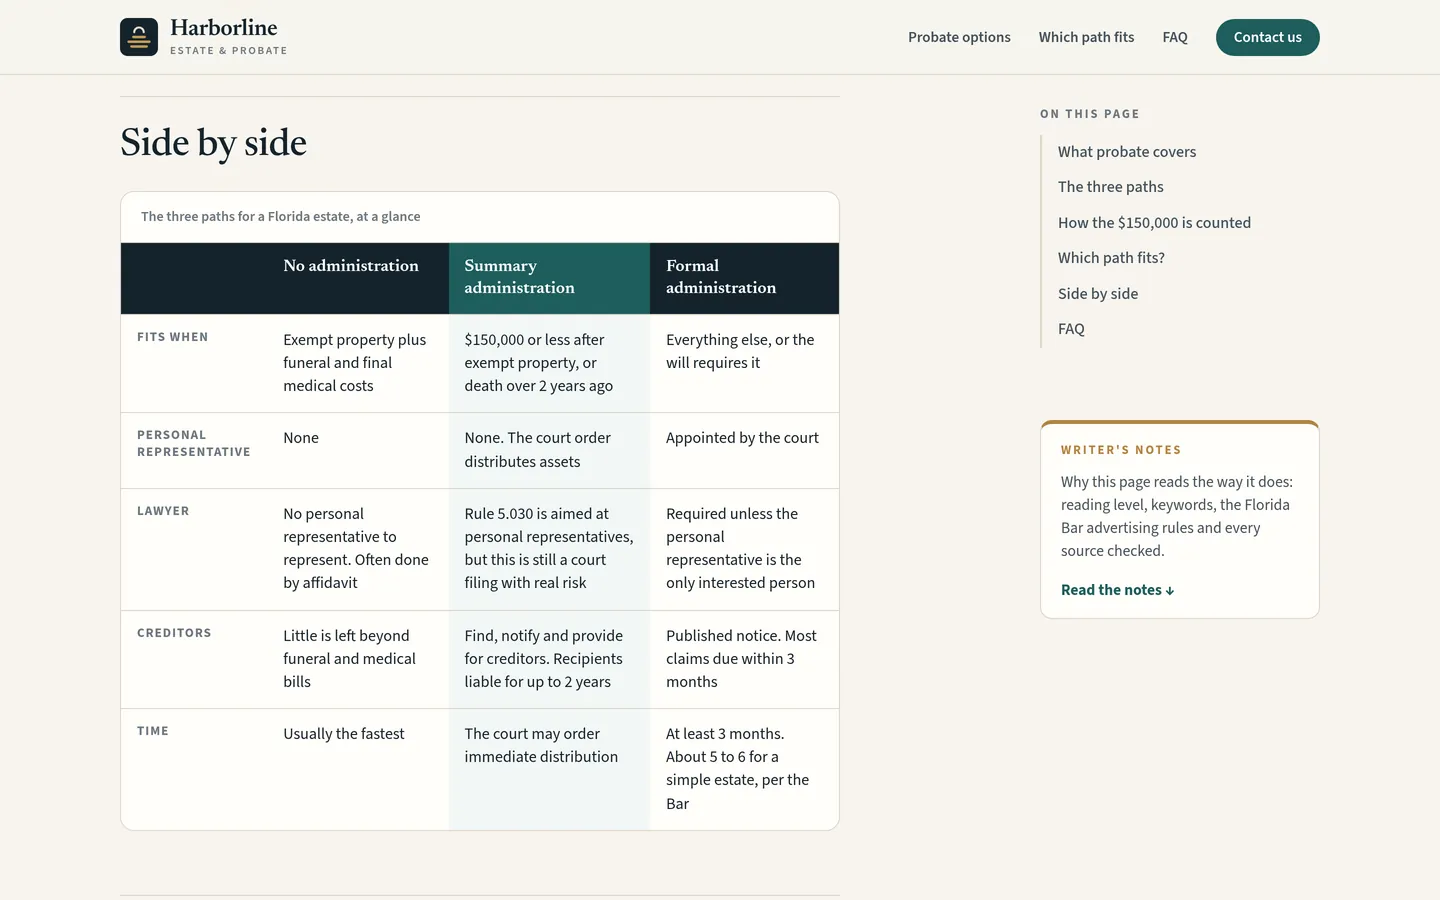 Harborline
ESTATE & PROBATE
Probate options
Which path fits
FAQ
Contact us
Side by side
The three paths for a Florida estate, at a glance
No administration
Summary
administration
Formal
administration
FITS WHEN
Exempt property plus
funeral and final
medical costs
$150,000 or less after
exempt property, or
death over 2 years ago
Everything else, or the
will requires it
PERSONAL
REPRESENTATIVE
None
None. The court order
distributes assets
Appointed by the court
LAWYER
No personal
representative to
represent. Often done
by affidavit
Rule 5.030 is aimed at
personal representatives,
but this is still a court
filing with real risk
Required unless the
personal
representative is the
only interested person
CREDITORS
Little is left beyond
funeral and medical
bills
Find, notify and provide
for creditors. Recipients
liable for up to 2 years
Published notice. Most
claims due within 3
months
TIME
Usually the fastest
The court may order
immediate distribution
At least 3 months.
About 5 to 6 for a
simple estate, per the
Bar
ON THIS PAGE
What probate covers
The three paths
How the $150,000 is counted
Which path fits?
Side by side
FAQ
WRITER'S NOTES
Why this page reads the way it does:
reading level, keywords, the Florida
Bar advertising rules and every
source checked.
Read the notes ↓